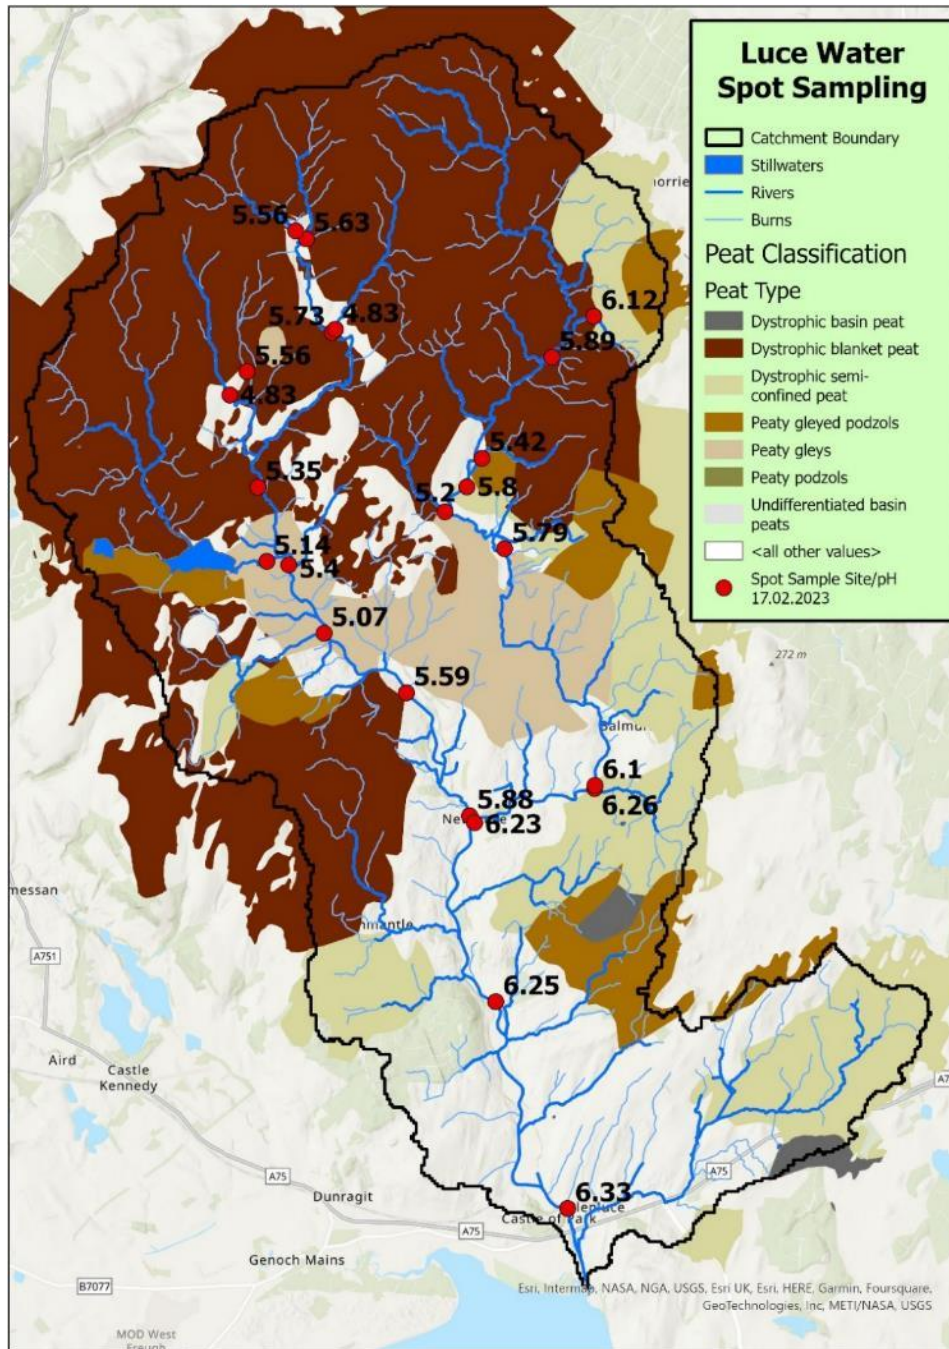 Luce Water
Spot Sampling
Catchment Boundary
Stillwaters
Rivers
Burns
Peat Classification
Peat Type
Dystrophic basin peat
Dystrophic blanket peat
Dystrophic semi-
confined peat
Peaty gleyed podzols
Peaty gleys
Peaty podzols
Undifferentiated basin
peats
<all other values>
Spot Sample Site/pH
17.02.2023
orrie
5.56
5.63
6.12
5.73
4.83
5.89
5.56
4.83
5.42
5.35
5.8
5.2
5.79
5.14
5.4
5.07
272 m
5.59
6.1
5.88
6.26
6.23
messan
A751
6.25
Aird
Castle
Kennedy
A75
Dunragit
6.33
Castle of Park
A75
Genoch Mains
B7077
Esri, Intermap, NASA, NGA, USGS, Esri UK, Esri, HERE, Garmin, Foursquare,
GeoTechnologies, Inc, METI/NASA, USGS
MOD West